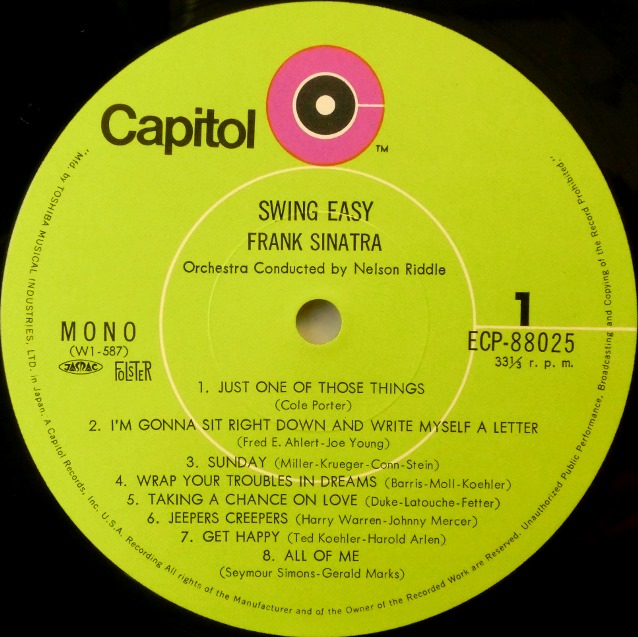 Capitol
TM
SWING EASY
FRANK SINATRA
Orchestra Conducted by Nelson Riddle
MONO
(W1-587)
JASRAC FOLSTER
1
ECP-88025
33⅓ r. p. m.
1. JUST ONE OF THOSE THINGS
(Cole Porter)
2. I'M GONNA SIT RIGHT DOWN AND WRITE MYSELF A LETTER
(Fred E. Ahlert-Joe Young)
3. SUNDAY (Miller-Krueger-Conn-Stein)
4. WRAP YOUR TROUBLES IN DREAMS (Barris-Moll-Koehler)
5. TAKING A CHANCE ON LOVE (Duke-Latouche-Fetter)
6. JEEPERS CREEPERS (Harry Warren-Johnny Mercer)
7. GET HAPPY (Ted Koehler-Harold Arlen)
8. ALL OF ME
(Seymour Simons-Gerald Marks)
"Mfd. by TOSHIBA MUSICAL INDUSTRIES, LTD. in Japan. A Capitol Records, Inc. U.S.A. Recording All rights of the Manufacturer and of the Owner of the Recorded Work are Reserved. Unauthorized Public Performance, Broadcasting and Copying of the Record Prohibited."